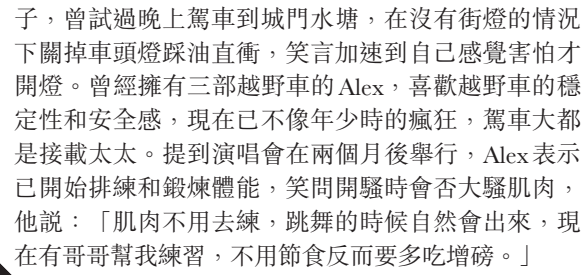 子，曾試過晚上駕車到城門水塘，在沒有街燈的情況
下關掉車頭燈踩油直衝，笑言加速到自己感覺害怕才
開燈。曾經擁有三部越野車的Alex，喜歡越野車的穩
定性和安全感，現在已不像年少時的瘋狂，駕車大都
是接載太太。提到演唱會在兩個月後舉行，Alex表示
已開始排練和鍛煉體能，笑問開騷時會否大騷肌肉，
他說：「肌肉不用去練，跳舞的時候自然會出來，現
在有哥哥幫我練習，不用節食反而要多吃增磅。」